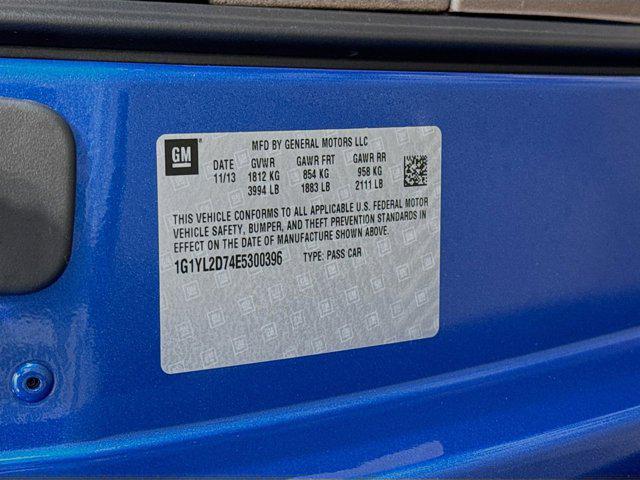 GM
MFD BY GENERAL MOTORS LLC
DATE GVWR GAWR FRT GAWR RR
11/13 1812 KG 854 KG 958 KG
3994 LB 1883 LB 2111 LB
THIS VEHICLE CONFORMS TO ALL APPLICABLE U.S. FEDERAL MOTOR
VEHICLE SAFETY, BUMPER, AND THEFT PREVENTION STANDARDS IN
EFFECT ON THE DATE OF MANUFACTURE SHOWN ABOVE.
1G1YL2D74E5300396 TYPE: PASS CAR